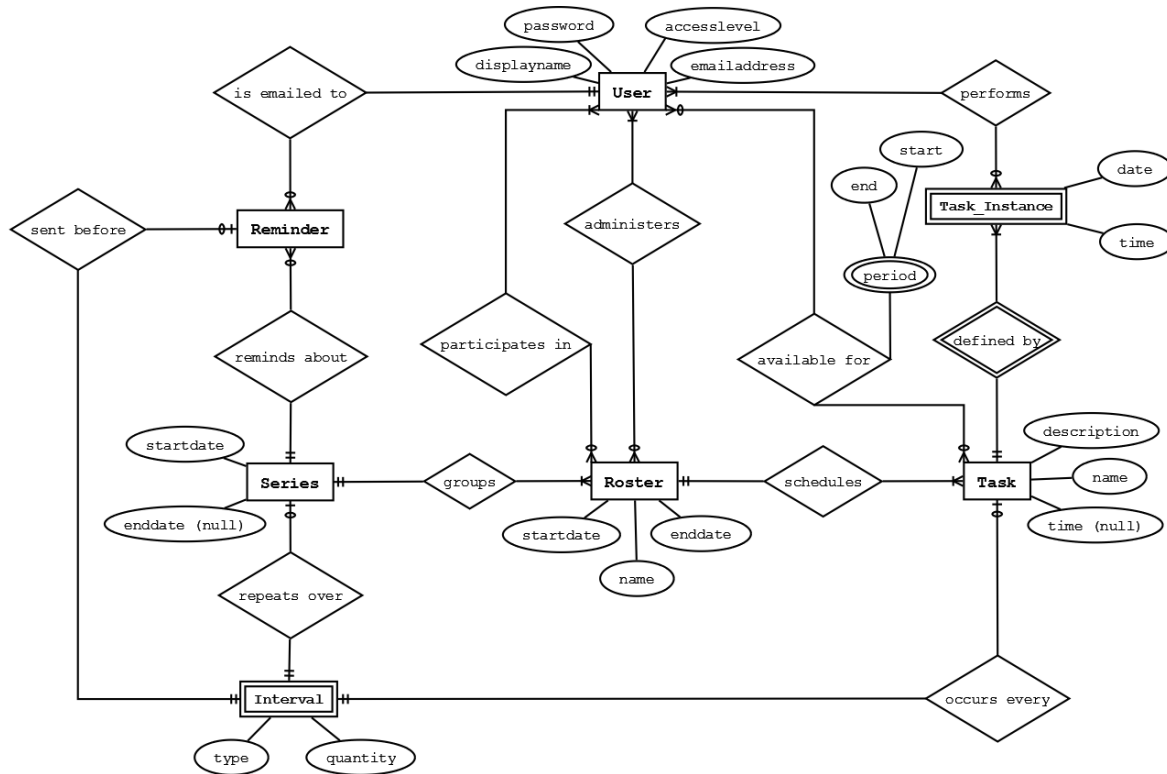 password
accesslevel
displayname
emailaddress
is emailed to
User
performs
start
end
date
sent before
Reminder
administers
Task_Instance
time
period
participates in
reminds about
available for
defined by
startdate
description
Series
groups
Roster
schedules
Task
name
enddate (null)
startdate
enddate
time (null)
name
repeats over
Interval
occurs every
type
quantity